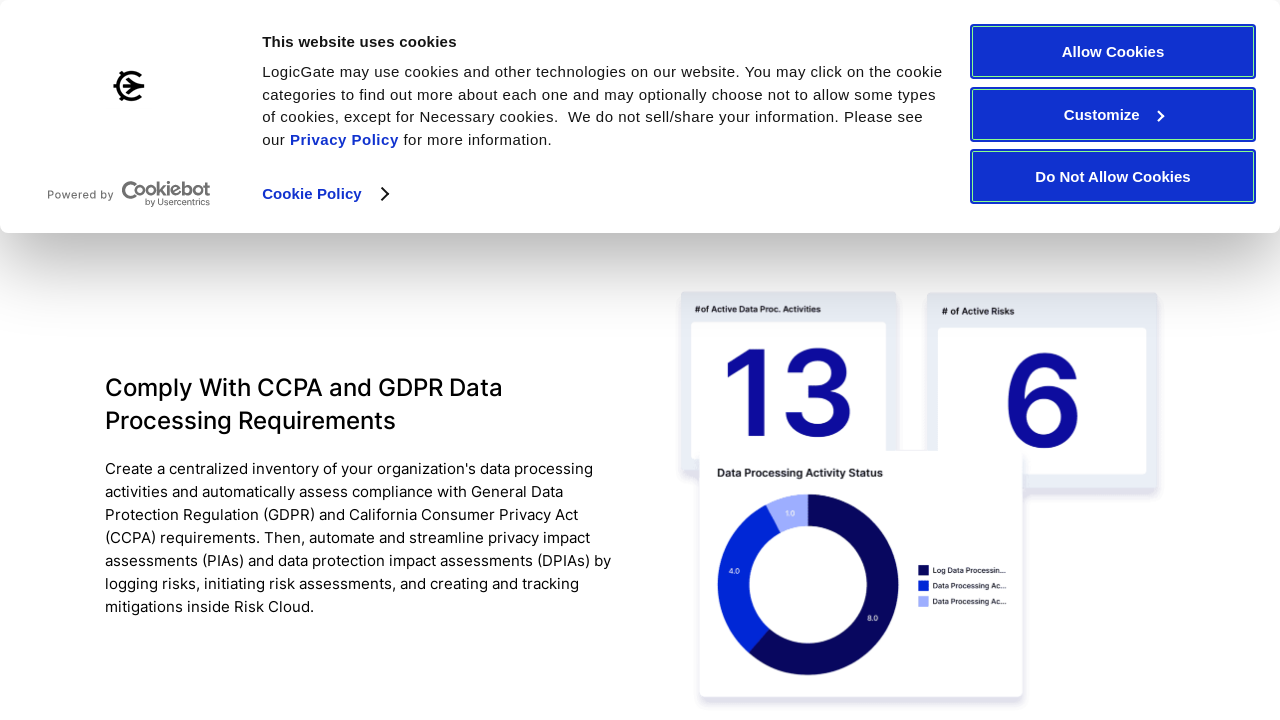 This website uses cookies
LogicGate may use cookies and other technologies on our website. You may click on the cookie
categories to find out more about each one and may optionally choose not to allow some types
of cookies, except for Necessary cookies.  We do not sell/share your information. Please see
our Privacy Policy for more information.
Cookie Policy
Powered by Cookiebot
by Usercentrics
Allow Cookies
Customize
Do Not Allow Cookies
Comply With CCPA and GDPR Data
Processing Requirements
Create a centralized inventory of your organization's data processing
activities and automatically assess compliance with General Data
Protection Regulation (GDPR) and California Consumer Privacy Act
(CCPA) requirements. Then, automate and streamline privacy impact
assessments (PIAs) and data protection impact assessments (DPIAs) by
logging risks, initiating risk assessments, and creating and tracking
mitigations inside Risk Cloud.
#of Active Data Proc. Activities
13
# of Active Risks
6
Data Processing Activity Status
1.0
4.0
8.0
Log Data Processin...
Data Processing Ac...
Data Processing Ac...